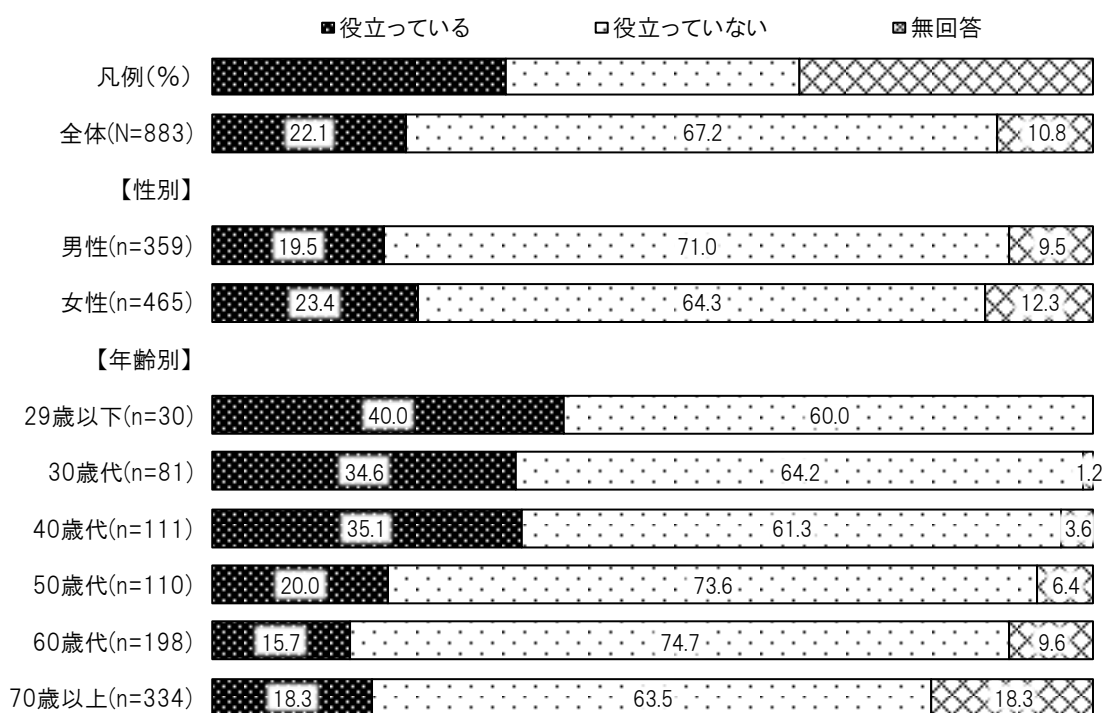 役立っている 役立っていない 無回答
凡例(%)
全体(N=883) 22.1 67.2 10.8
【性別】
男性(n=359) 19.5 71.0 9.5
女性(n=465) 23.4 64.3 12.3
【年齢別】
29歳以下(n=30) 40.0 60.0
30歳代(n=81) 34.6 64.2 1.2
40歳代(n=111) 35.1 61.3 3.6
50歳代(n=110) 20.0 73.6 6.4
60歳代(n=198) 15.7 74.7 9.6
70歳以上(n=334) 18.3 63.5 18.3